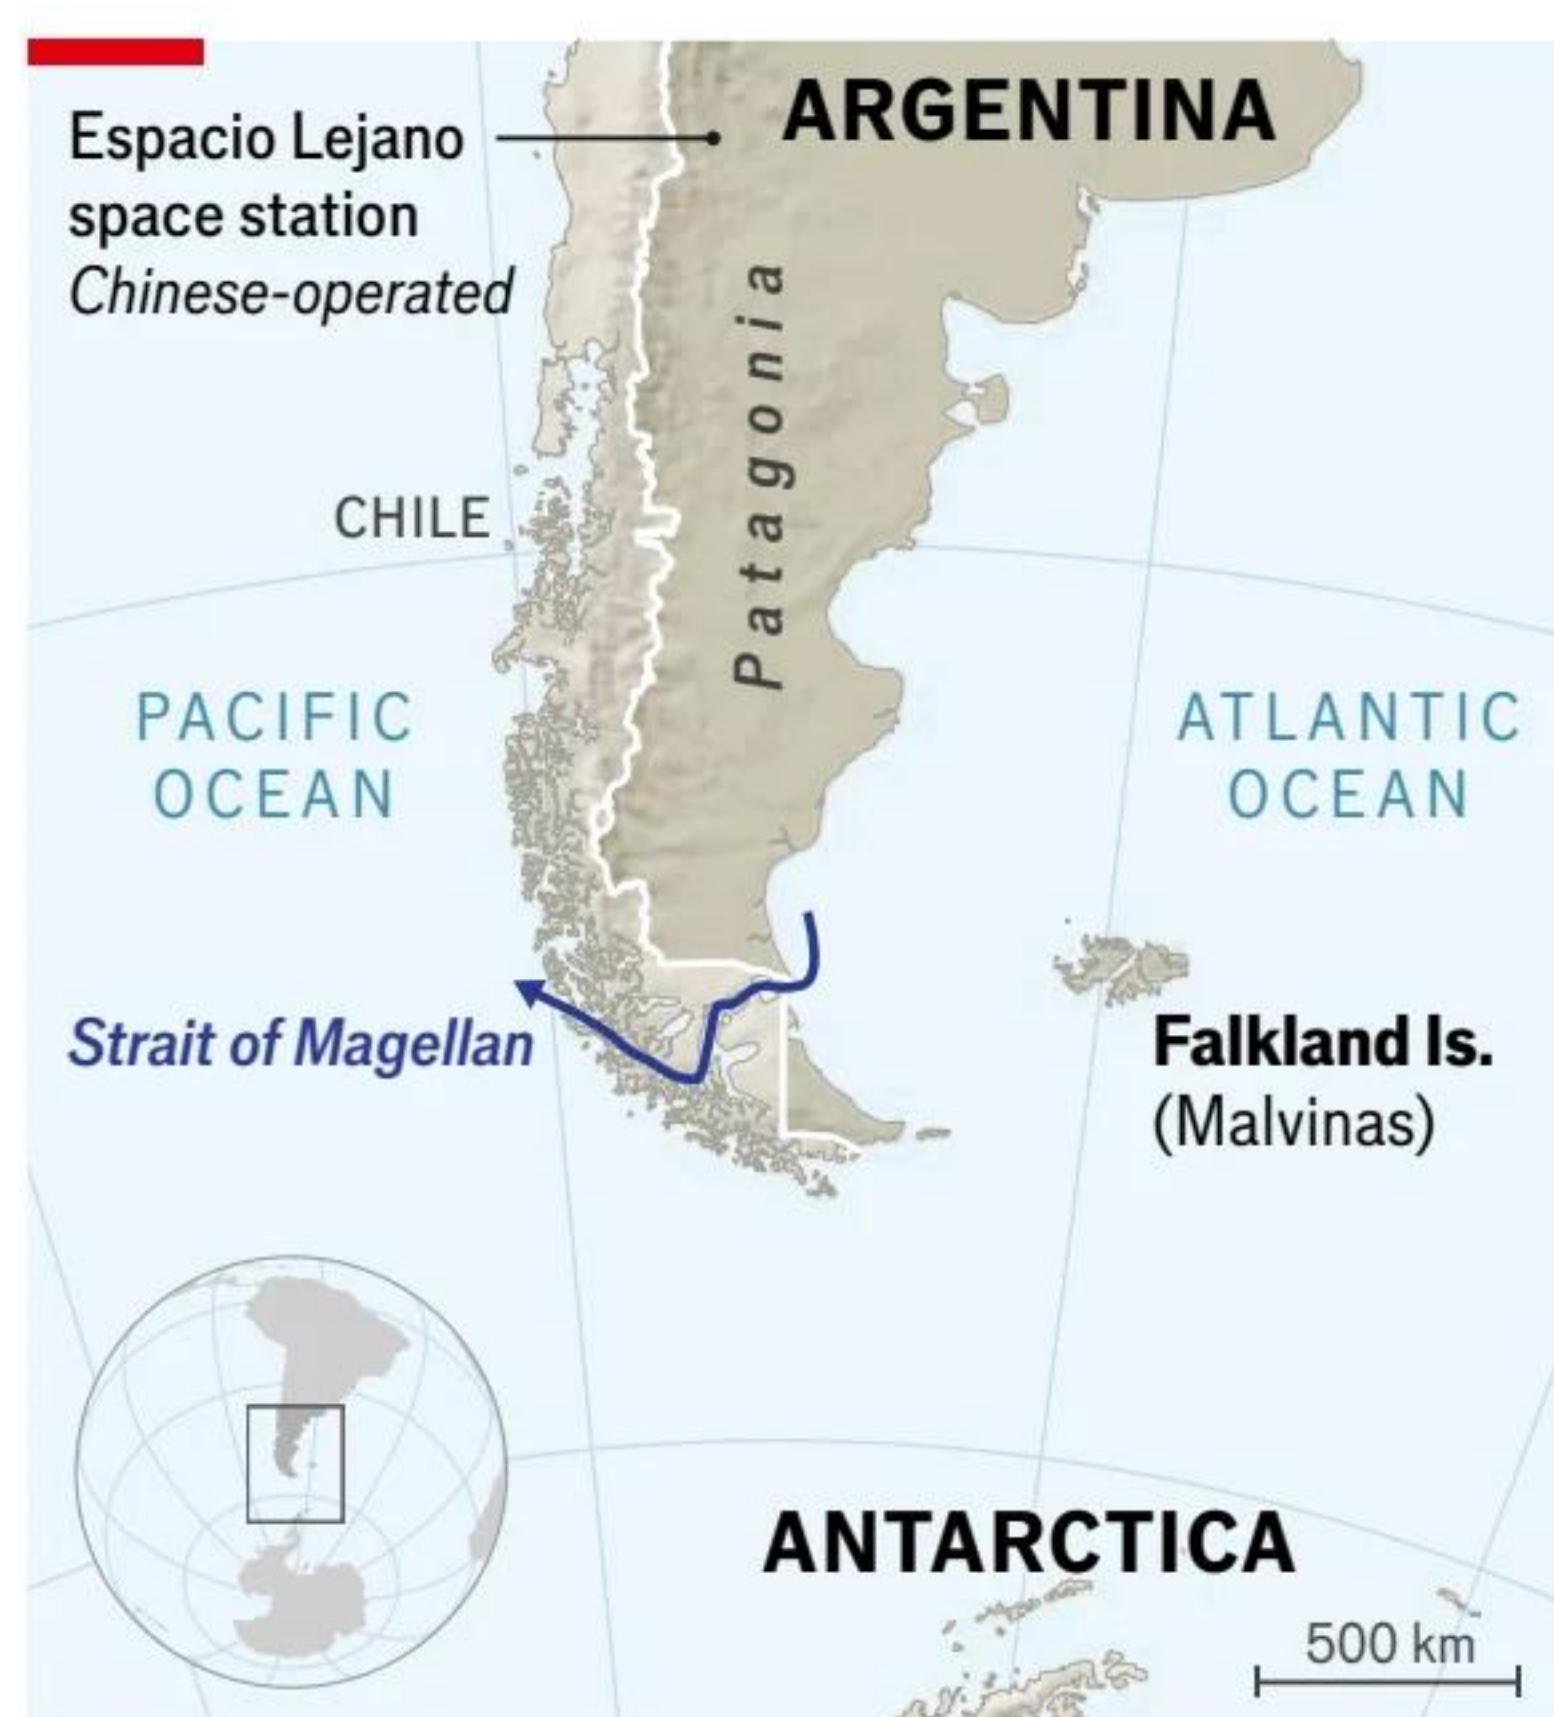 ARGENTINA
Espacio Lejano
space station
Chinese-operated
Patagonia
CHILE
PACIFIC
OCEAN
ATLANTIC
OCEAN
Strait of Magellan
Falkland Is.
(Malvinas)
ANTARCTICA
500 km